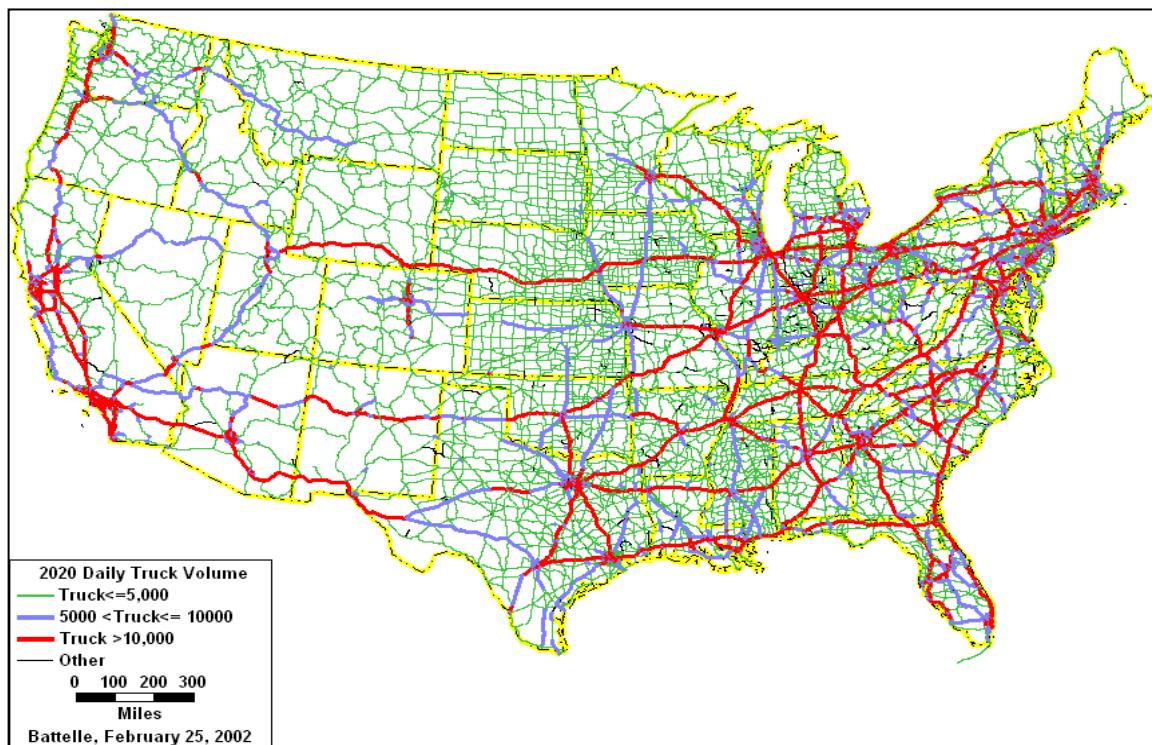 2020 Daily Truck Volume
Truck<=5,000
5000 <Truck<= 10000
Truck >10,000
Other
0 100 200 300
Miles
Battelle, February 25, 2002